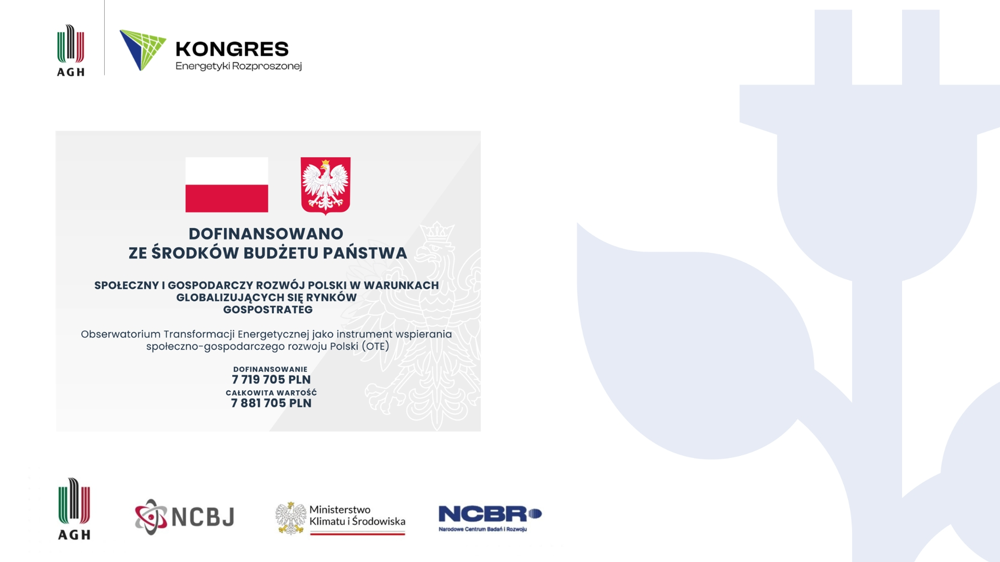 AGH
KONGRES
Energetyki Rozproszonej
DOFINANSOWANO
ZE ŚRODKÓW BUDŻETU PAŃSTWA
SPOŁECZNY I GOSPODARCZY ROZWÓJ POLSKI W WARUNKACH
GLOBALIZUJĄCYCH SIĘ RYNKÓW
GOSPOSTRATEG
Obserwatorium Transformacji Energetycznej jako instrument wspierania
społeczno-gospodarczego rozwoju Polski (OTE)
DOFINANSOWANIE
7 719 705 PLN
CAŁKOWITA WARTOŚĆ
7 881 705 PLN
AGH
NCBJ
Ministerstwo
Klimatu i Środowiska
NCBR
Narodowe Centrum Badań i Rozwoju